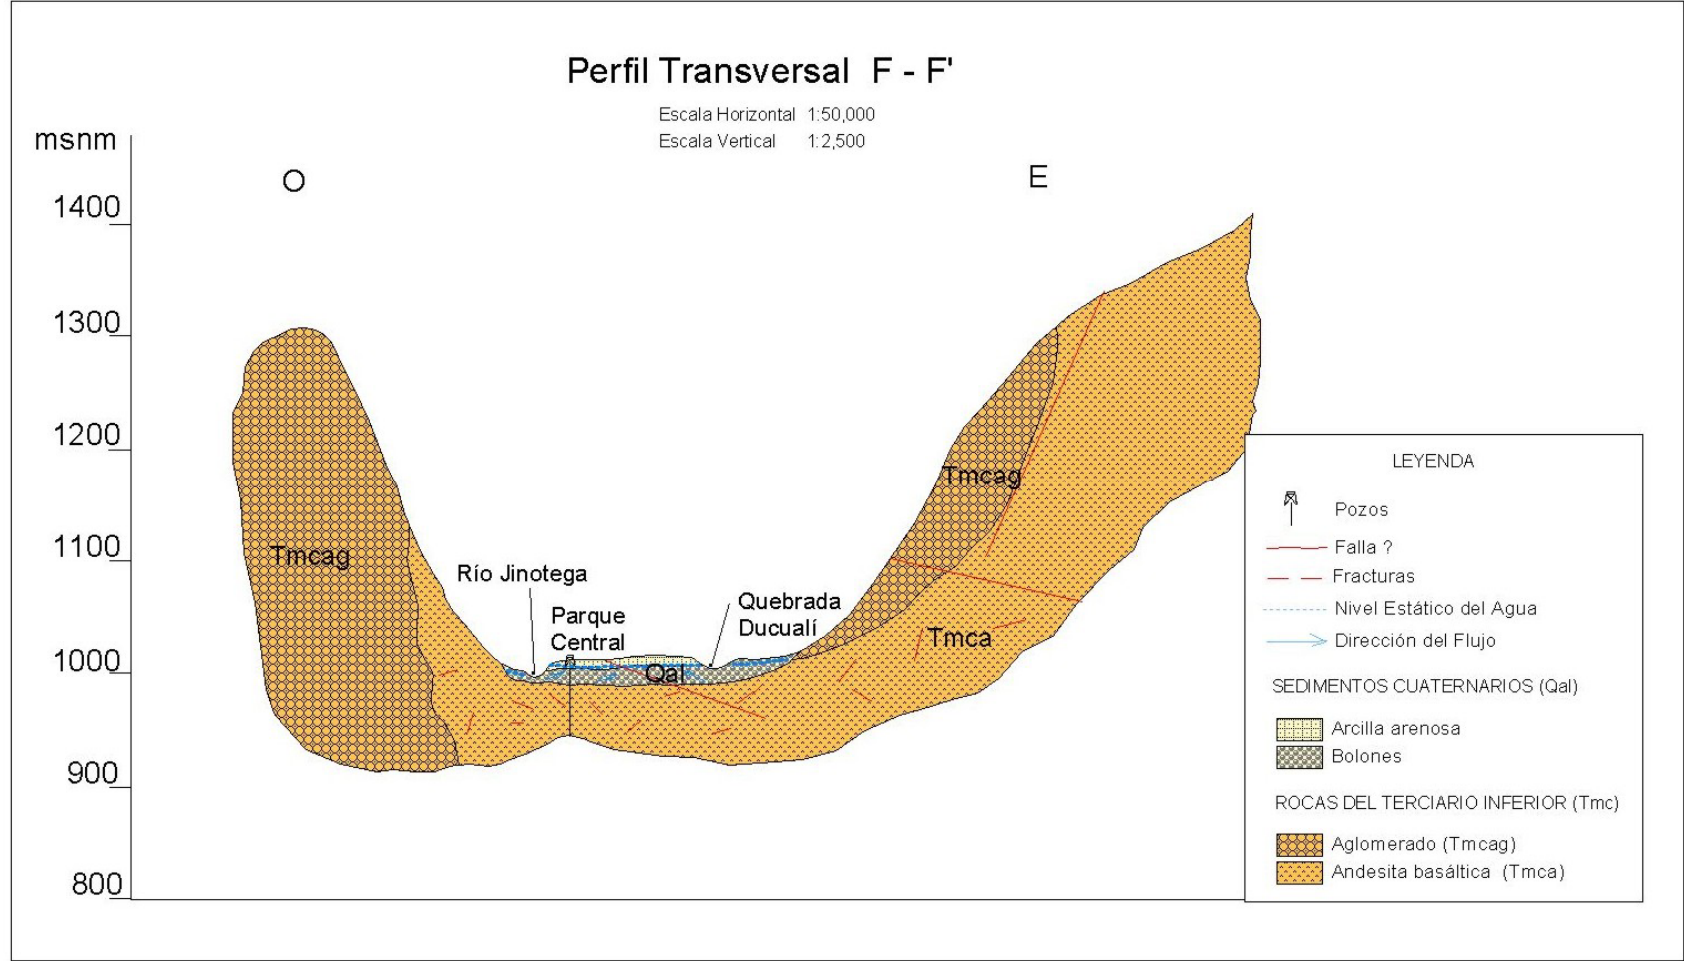 Perfil Transversal F - F'
Escala Horizontal 1:50,000
Escala Vertical 1:2,500
msnm
O
E
1400
1300
1200
1100
1000
900
800
Tmcag
Tmcag
Río Jinotega
Parque
Central
Quebrada
Ducualí
Qal
Tmca
LEYENDA
Pozos
Falla ?
Fracturas
Nivel Estático del Agua
Dirección del Flujo
SEDIMENTOS CUATERNARIOS (Qal)
Arcilla arenosa
Bolones
ROCAS DEL TERCIARIO INFERIOR (Tmc)
Aglomerado (Tmcag)
Andesita basáltica (Tmca)